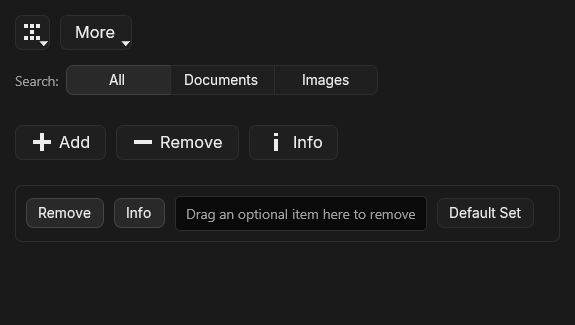 More
Search: All Documents Images
Add Remove Info
Remove Info Drag an optional item here to remove Default Set